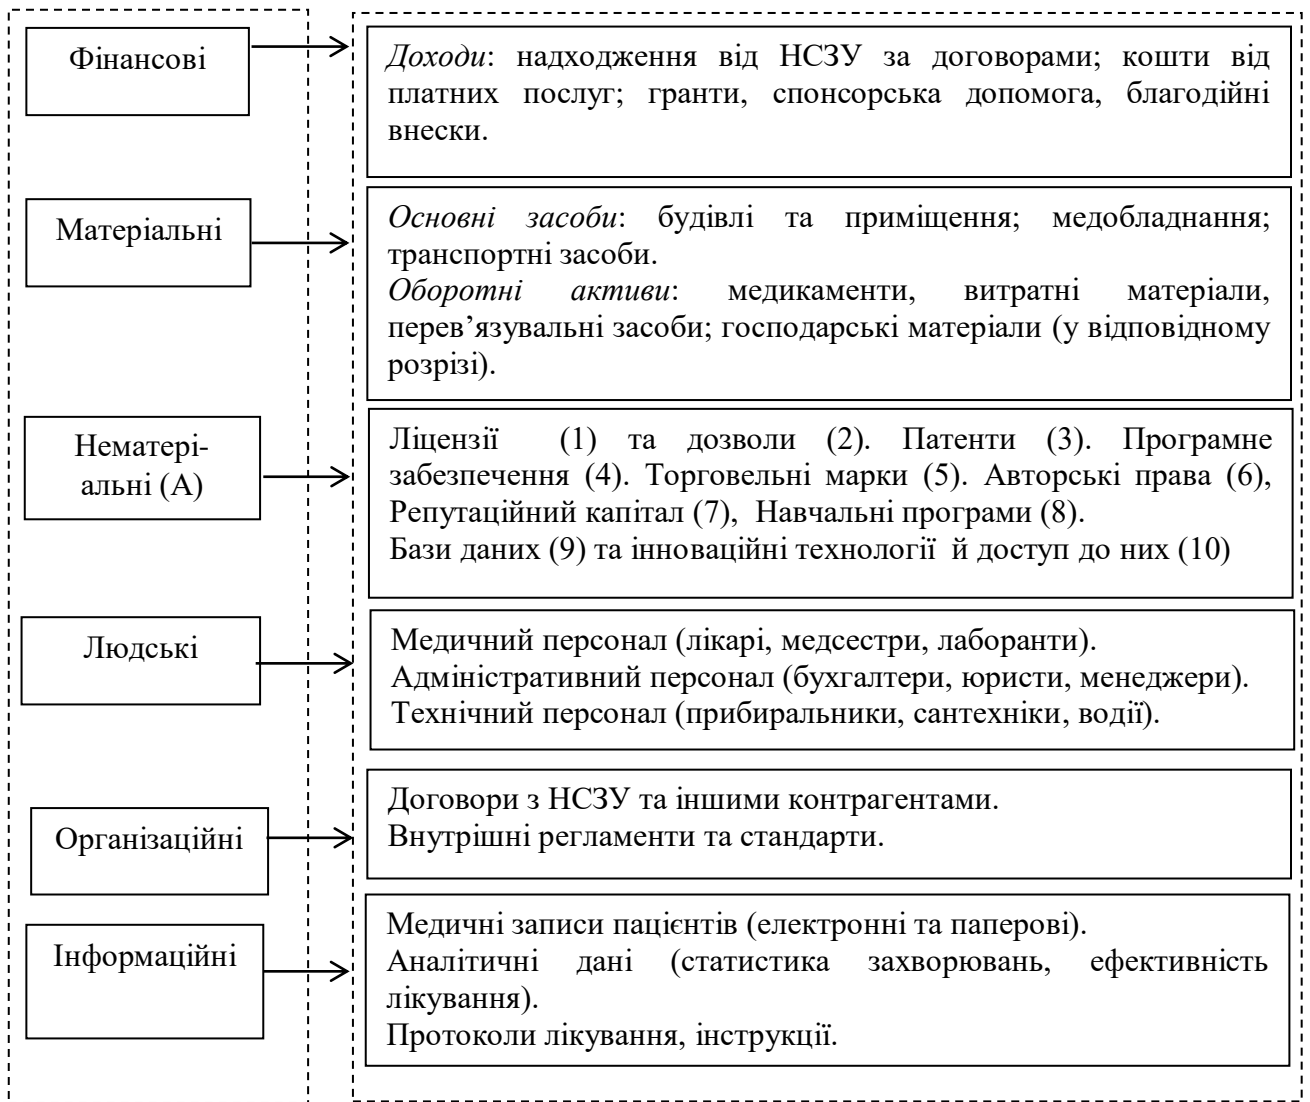 Фінансові
Доходи: надходження від НСЗУ за договорами; кошти від
платних послуг; гранти, спонсорська допомога, благодійні
внески.
Матеріальні
Основні засоби: будівлі та приміщення; медобладнання;
транспортні засоби.
Оборотні активи: медикаменти, витратні матеріали,
перев’язувальні засоби; господарські матеріали (у відповідному
розрізі).
Нематері-
альні (А)
Ліцензії (1) та дозволи (2). Патенти (3). Програмне
забезпечення (4). Торговельні марки (5). Авторські права (6),
Репутаційний капітал (7), Навчальні програми (8).
Бази даних (9) та інноваційні технології й доступ до них (10)
Людські
Медичний персонал (лікарі, медсестри, лаборанти).
Адміністративний персонал (бухгалтери, юристи, менеджери).
Технічний персонал (прибиральники, сантехніки, водії).
Організаційні
Договори з НСЗУ та іншими контрагентами.
Внутрішні регламенти та стандарти.
Інформаційні
Медичні записи пацієнтів (електронні та паперові).
Аналітичні дані (статистика захворювань, ефективність
лікування).
Протоколи лікування, інструкції.